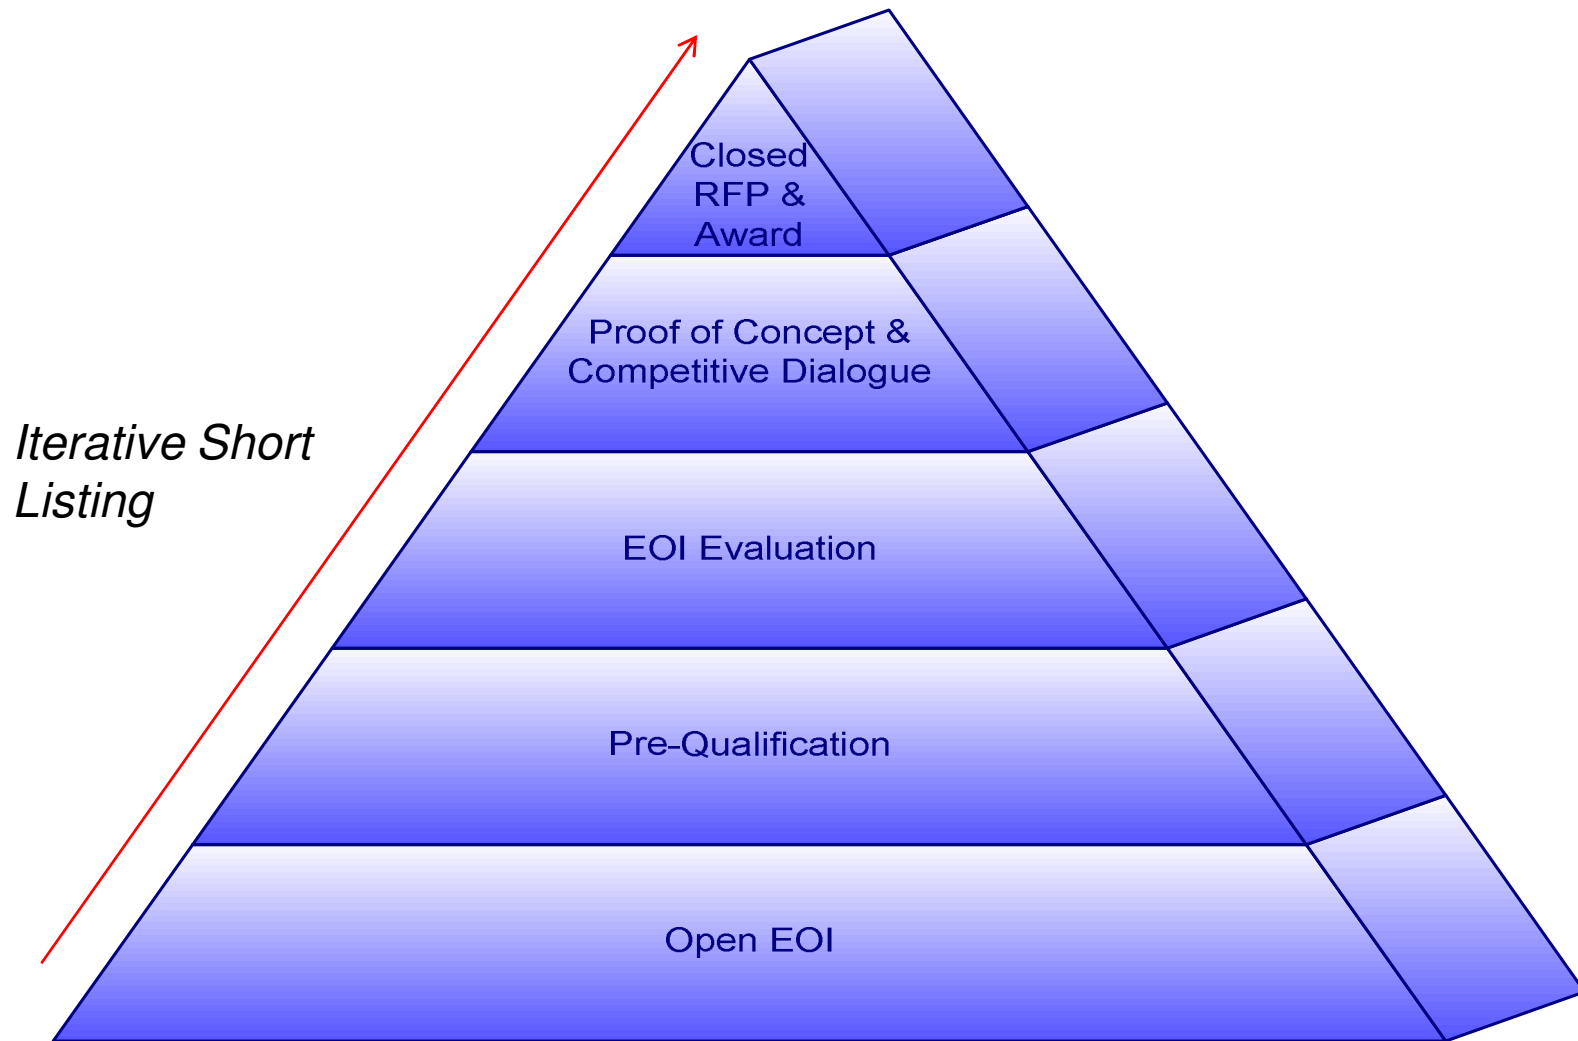 Closed
RFP &
Award
Proof of Concept &
Competitive Dialogue
Iterative Short
Listing
EOI Evaluation
Pre-Qualification
Open EOI